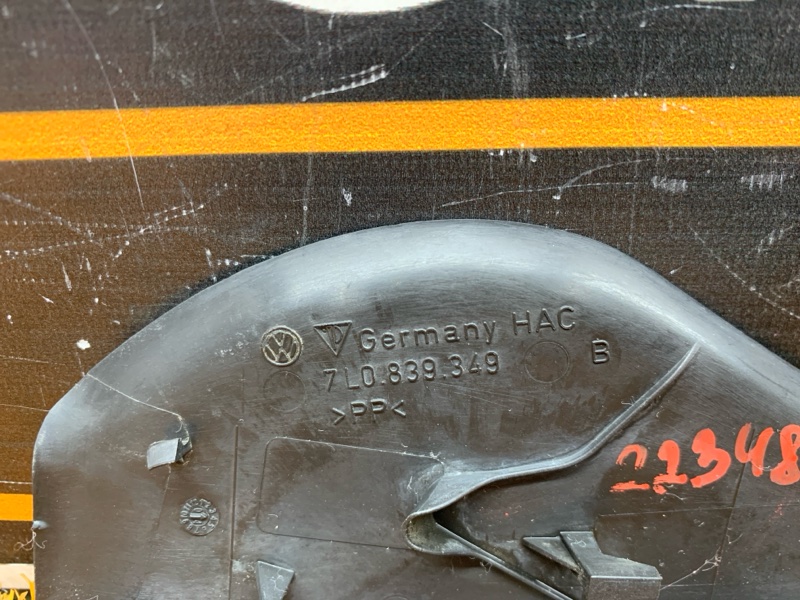 Germany HAC
7L0.839.349 B
>PP<
22348